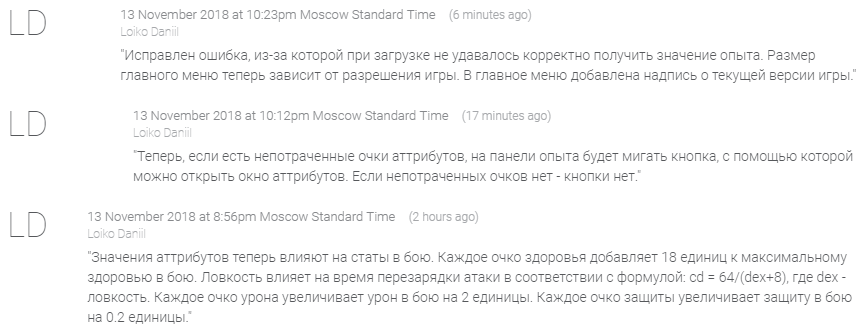 LD
13 November 2018 at 10:23pm Moscow Standard Time (6 minutes ago)
Loiko Daniil
"Исправлен ошибка, из-за которой при загрузке не удавалось корректно получить значение опыта. Размер
главного меню теперь зависит от разрешения игры. В главное меню добавлена надпись о текущей версии игры."
LD
13 November 2018 at 10:12pm Moscow Standard Time (17 minutes ago)
Loiko Daniil
"Теперь, если есть непотраченные очки аттрибутов, на панели опыта будет мигать кнопка, с помощью которой
можно открыть окно аттрибутов. Если непотраченных очков нет - кнопки нет."
LD
13 November 2018 at 8:56pm Moscow Standard Time (2 hours ago)
Loiko Daniil
"Значения аттрибутов теперь влияют на статы в бою. Каждое очко здоровья добавляет 18 единиц к максимальному
здоровью в бою. Ловкость влияет на время перезарядки атаки в соответствии с формулой: cd = 64/(dex+8), где dex -
ловкость. Каждое очко урона увеличивает урон в бою на 2 единицы. Каждое очко защиты увеличивает защиту в бою
на 0.2 единицы."